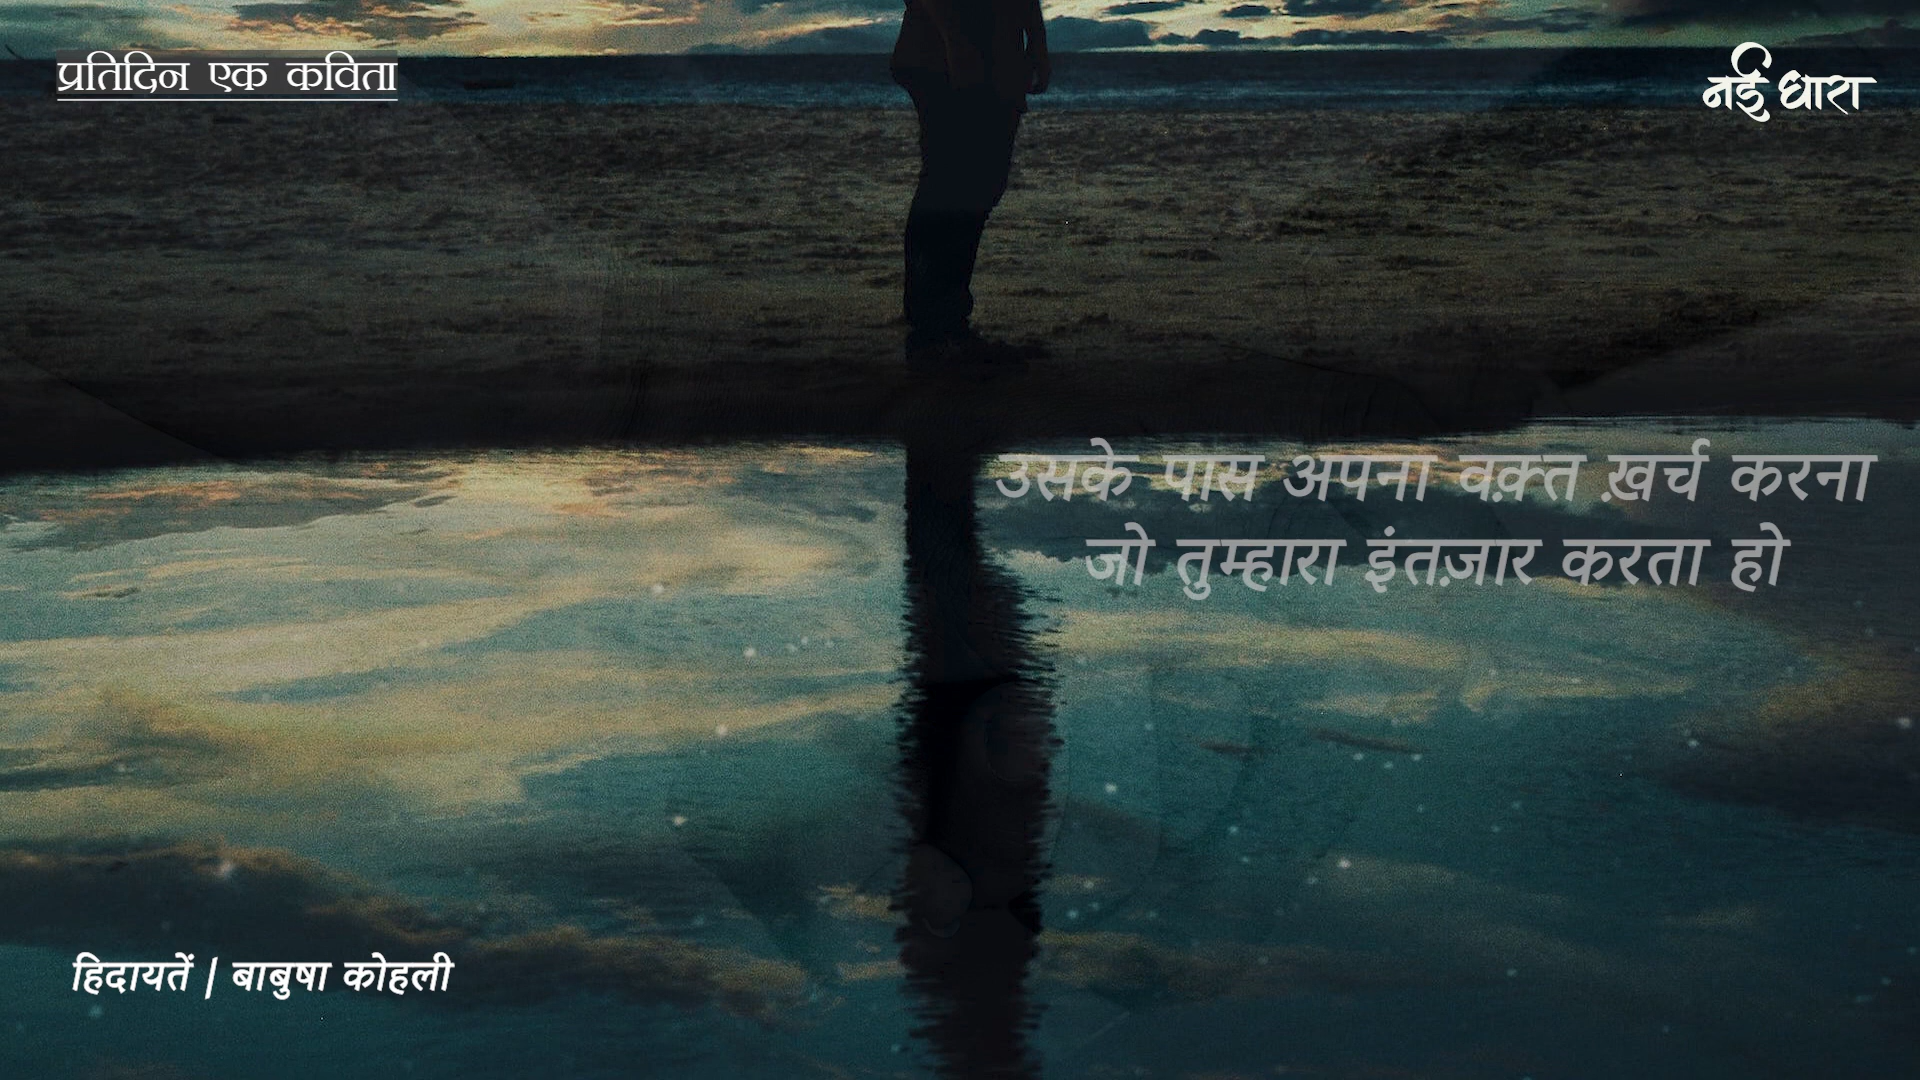 प्रतिदिन एक कविता
नई धारा
उसके पास अपना वक़्त ख़र्च करना
जो तुम्हारा इंतज़ार करता हो
हिदायतें / बाबुषा कोहली